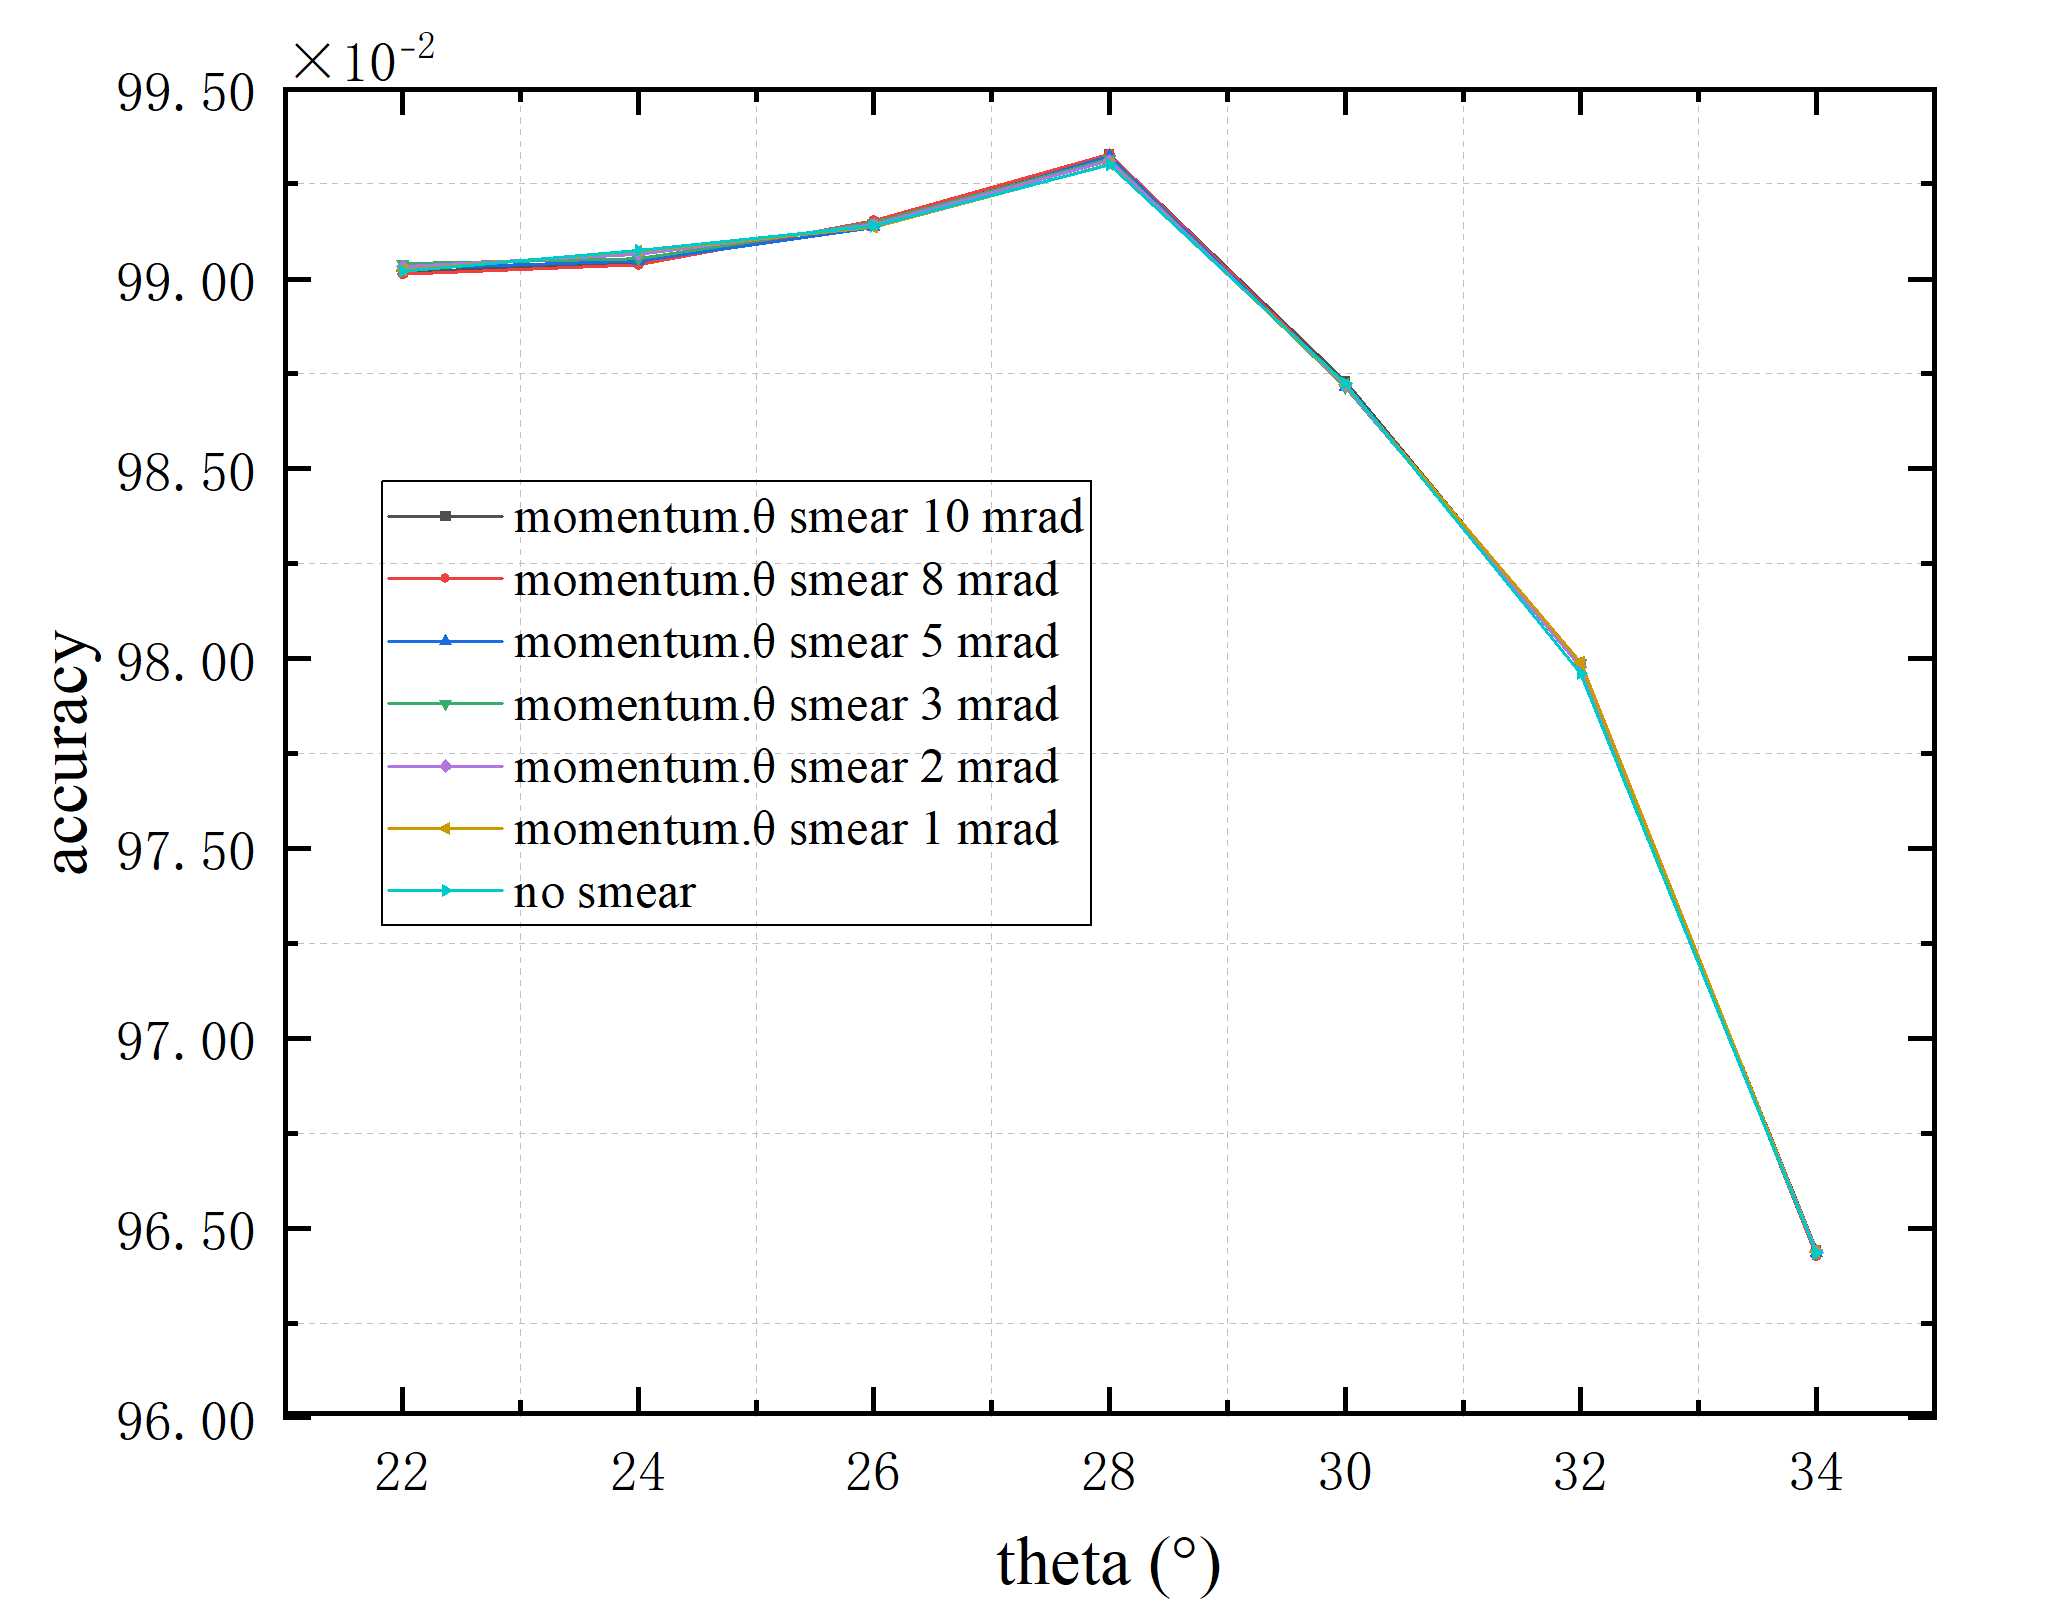 ×10⁻²
99.50
99.00
98.50
98.00
97.50
97.00
96.50
96.00
accuracy
momentum.θ smear 10 mrad
momentum.θ smear 8 mrad
momentum.θ smear 5 mrad
momentum.θ smear 3 mrad
momentum.θ smear 2 mrad
momentum.θ smear 1 mrad
no smear
22 24 26 28 30 32 34
theta (°)